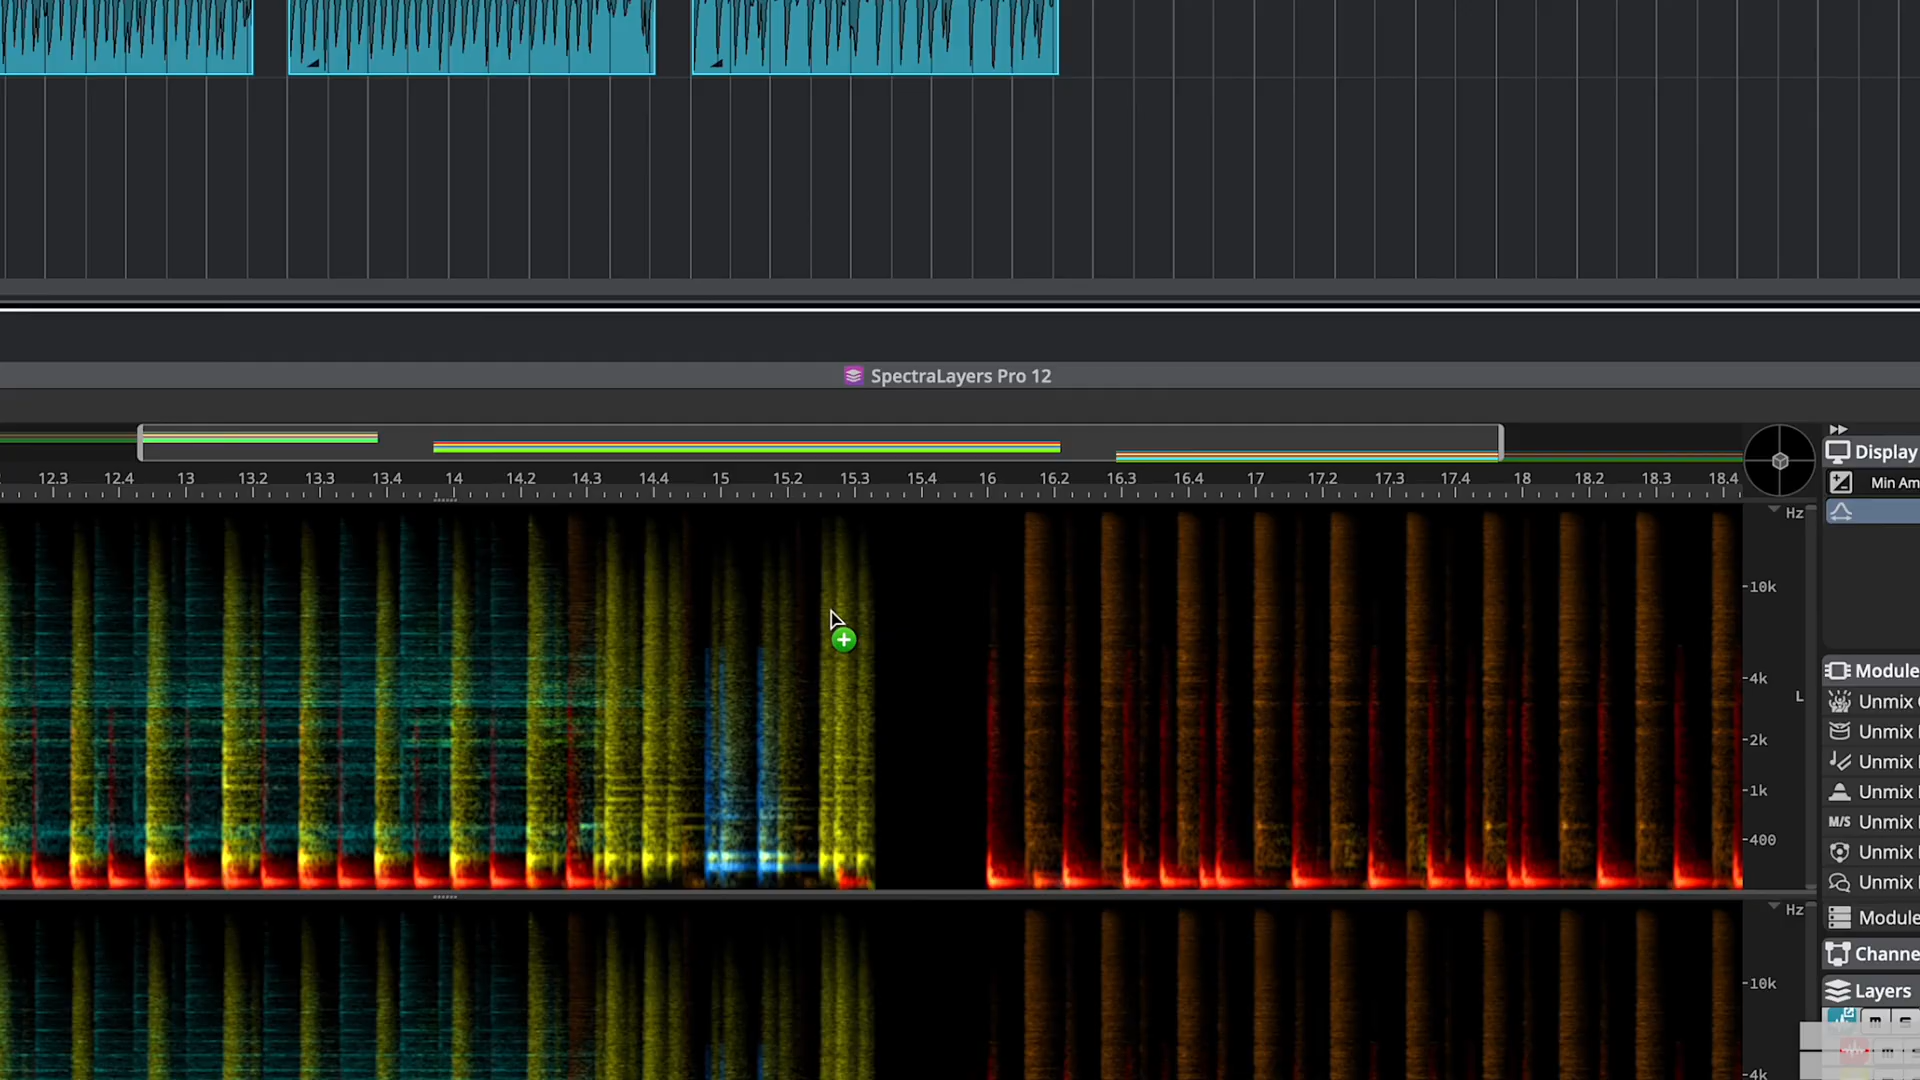 SpectraLayers Pro 12
12.3 12.4 13 13.2 13.3 13.4 14 14.2 14.3 14.4 15 15.2 15.3 15.4 16 16.2 16.3 16.4 17 17.2 17.3 17.4 18 18.2 18.3 18.4
Display
Min Am
Hz
10k
4k
L
2k
1k
400
Module
Unmix
Unmix
Unmix
Unmix
M/S Unmix
Unmix
Unmix
Module
Hz
Channe
10k
Layers
m s
m
4k